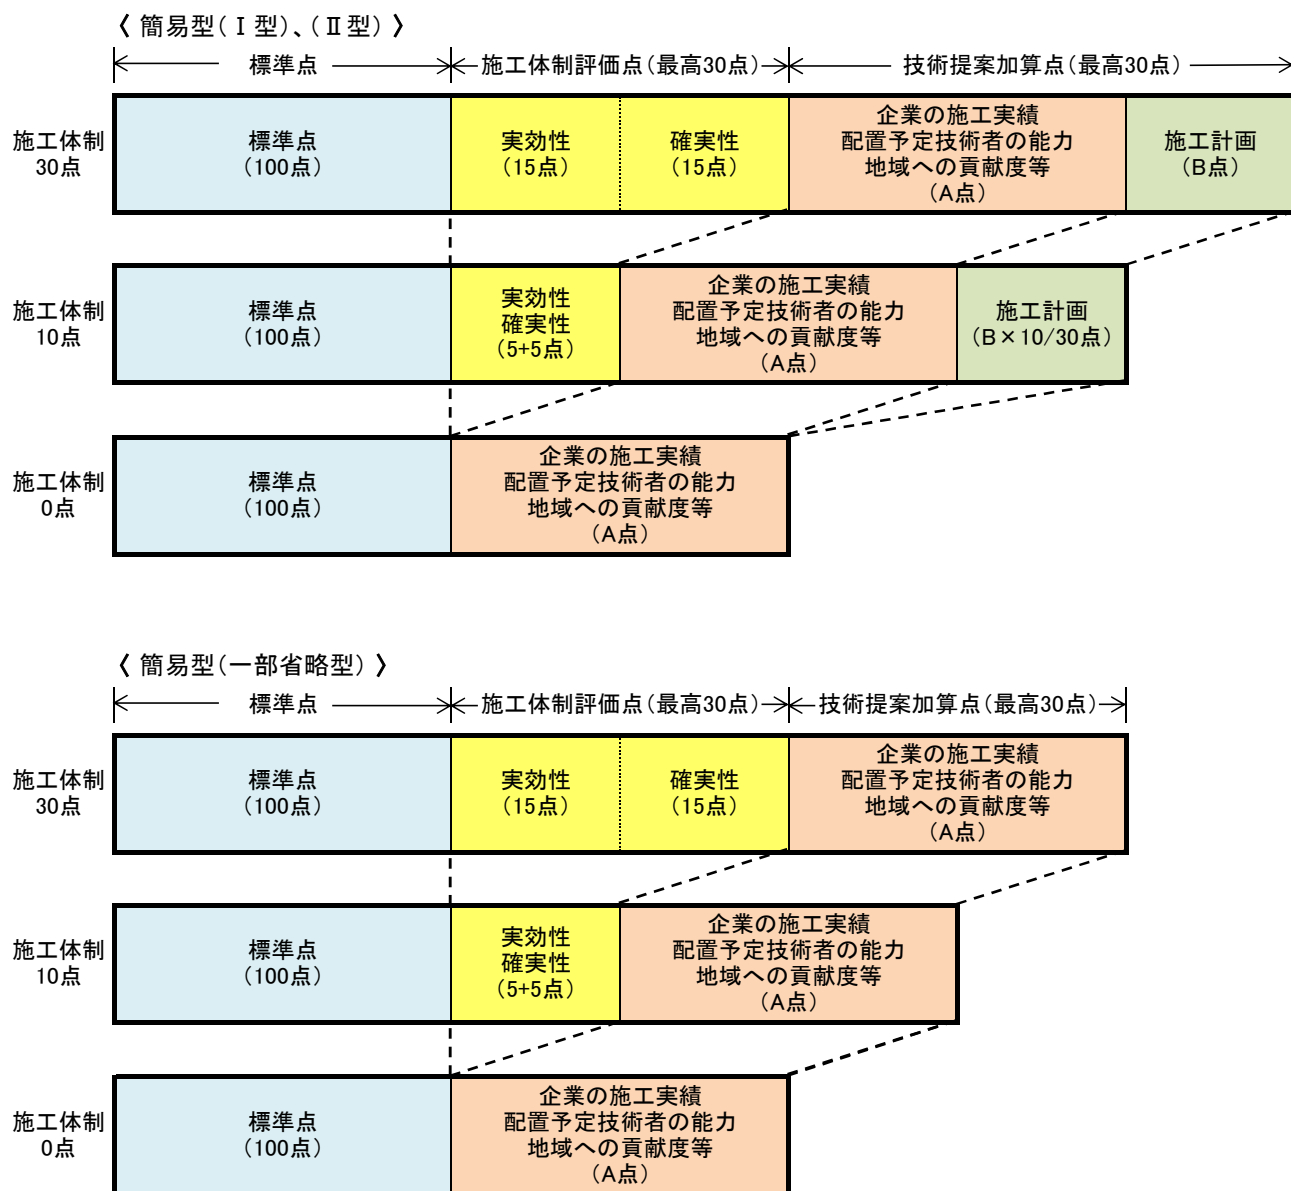 〈 簡易型(Ⅰ型)、(Ⅱ型) 〉
標準点
施工体制評価点(最高30点)
技術提案加算点(最高30点)
施工体制
30点
標準点
(100点)
実効性
(15点)
確実性
(15点)
企業の施工実績
配置予定技術者の能力
地域への貢献度等
(A点)
施工計画
(B点)
施工体制
10点
標準点
(100点)
実効性
確実性
(5+5点)
企業の施工実績
配置予定技術者の能力
地域への貢献度等
(A点)
施工計画
(B×10/30点)
施工体制
0点
標準点
(100点)
企業の施工実績
配置予定技術者の能力
地域への貢献度等
(A点)
〈 簡易型(一部省略型) 〉
標準点
施工体制評価点(最高30点)
技術提案加算点(最高30点)
施工体制
30点
標準点
(100点)
実効性
(15点)
確実性
(15点)
企業の施工実績
配置予定技術者の能力
地域への貢献度等
(A点)
施工体制
10点
標準点
(100点)
実効性
確実性
(5+5点)
企業の施工実績
配置予定技術者の能力
地域への貢献度等
(A点)
施工体制
0点
標準点
(100点)
企業の施工実績
配置予定技術者の能力
地域への貢献度等
(A点)